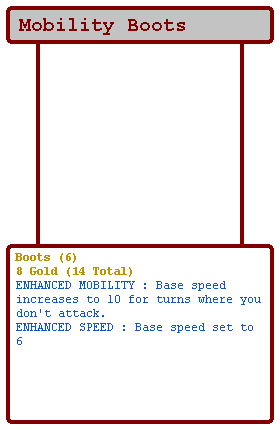 Mobility Boots
Boots (6)
8 Gold (14 Total)
ENHANCED MOBILITY : Base speed
increases to 10 for turns where you
don't attack.
ENHANCED SPEED : Base speed set to
6